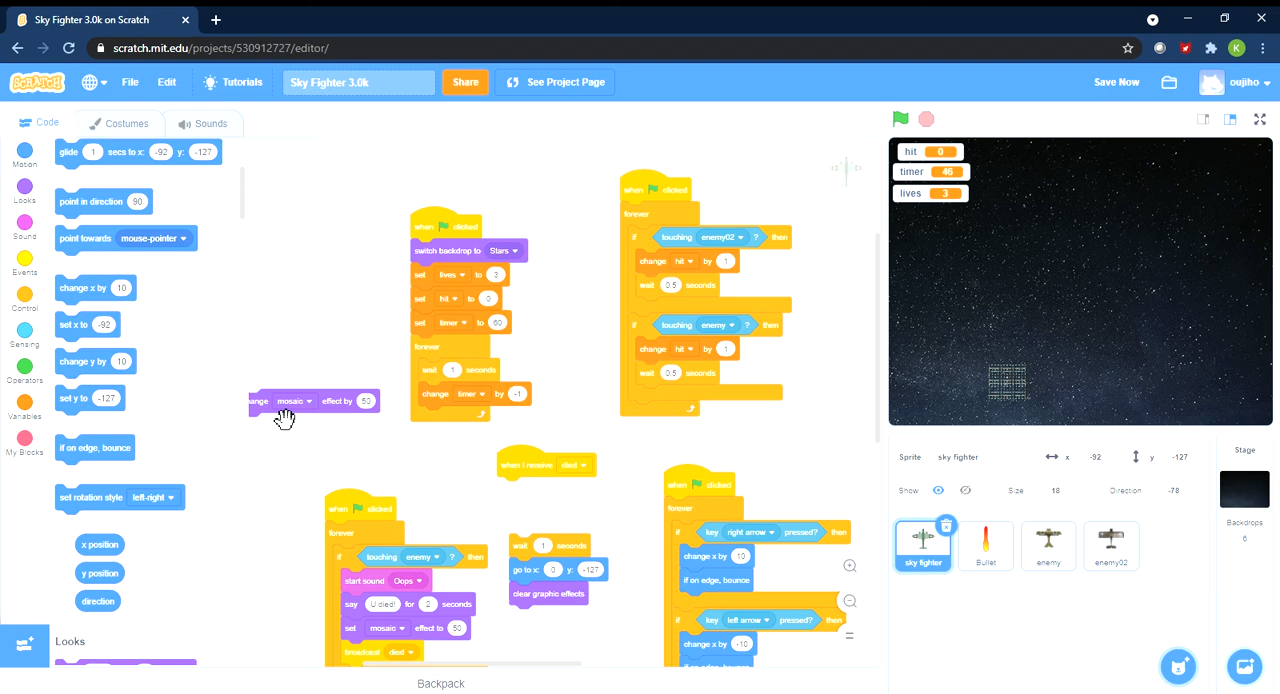 Sky Fighter 3.0k on Scratch
scratch.mit.edu/projects/530912727/editor/
K
SCRATCH
File
Edit
Tutorials
Sky Fighter 3.0k
Share
See Project Page
Save Now
oujiho
Code
Costumes
Sounds
Motion
Looks
Sound
Events
Control
Sensing
Operators
Variables
My Blocks
glide 1 secs to x: -92 y: -127
point in direction 90
point towards mouse-pointer
change x by 10
set x to -92
change y by 10
set y to -127
if on edge, bounce
set rotation style left-right
x position
y position
direction
Looks
ange mosaic effect by 50
when clicked
switch backdrop to Stars
set lives to 3
set hit to 0
set timer to 60
forever
wait 1 seconds
change timer by -1
when clicked
forever
if touching enemy02 ? then
change hit by 1
wait 0.5 seconds
if touching enemy ? then
change hit by 1
wait 0.5 seconds
when I receive died
when clicked
forever
if touching enemy ? then
start sound Oops
say U died! for 2 seconds
set mosaic effect to 50
broadcast died
wait 1 seconds
go to x: 0 y: -127
clear graphic effects
when clicked
forever
if key right arrow pressed? then
change x by 10
if on edge, bounce
if key left arrow pressed? then
change x by -10
if on edge, bounce
Backpack
hit 0
timer 46
lives 3
Sprite sky fighter x -92 y -127
Show Size 18 Direction -78
sky fighter
Bullet
enemy
enemy02
Stage
Backdrops
6